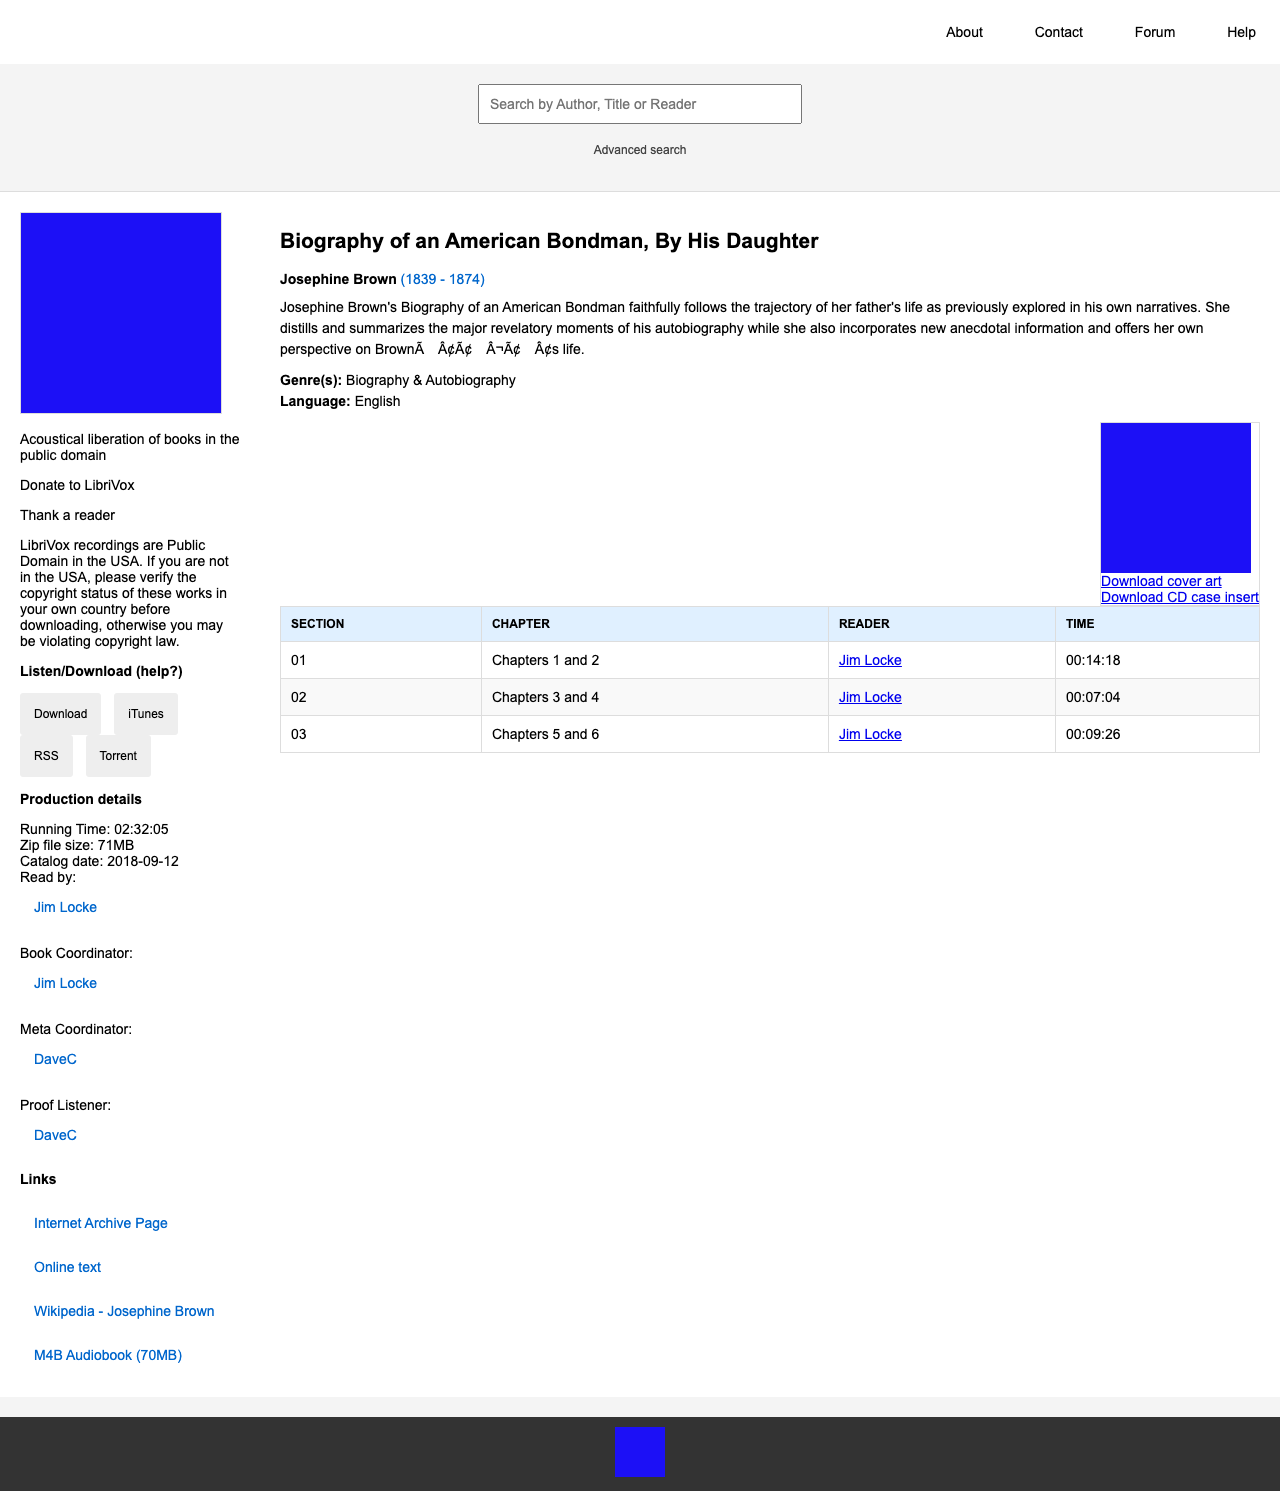 About Contact Forum Help
Search by Author, Title or Reader
Advanced search
Acoustical liberation of books in the
public domain
Donate to LibriVox
Thank a reader
LibriVox recordings are Public
Domain in the USA. If you are not
in the USA, please verify the
copyright status of these works in
your own country before
downloading, otherwise you may
be violating copyright law.
Listen/Download (help?)
Download iTunes
RSS Torrent
Production details
Running Time: 02:32:05
Zip file size: 71MB
Catalog date: 2018-09-12
Read by:
Jim Locke
Book Coordinator:
Jim Locke
Meta Coordinator:
DaveC
Proof Listener:
DaveC
Links
Internet Archive Page
Online text
Wikipedia - Josephine Brown
M4B Audiobook (70MB)
Biography of an American Bondman, By His Daughter
Josephine Brown (1839 - 1874)
Josephine Brown's Biography of an American Bondman faithfully follows the trajectory of her father's life as previously explored in his own narratives. She
distills and summarizes the major revelatory moments of his autobiography while she also incorporates new anecdotal information and offers her own
perspective on BrownÃ Â¢Ã¢ Â¬Ã¢ Â¢s life.
Genre(s): Biography & Autobiography
Language: English
Download cover art
Download CD case insert
SECTION CHAPTER READER TIME
01 Chapters 1 and 2 Jim Locke 00:14:18
02 Chapters 3 and 4 Jim Locke 00:07:04
03 Chapters 5 and 6 Jim Locke 00:09:26